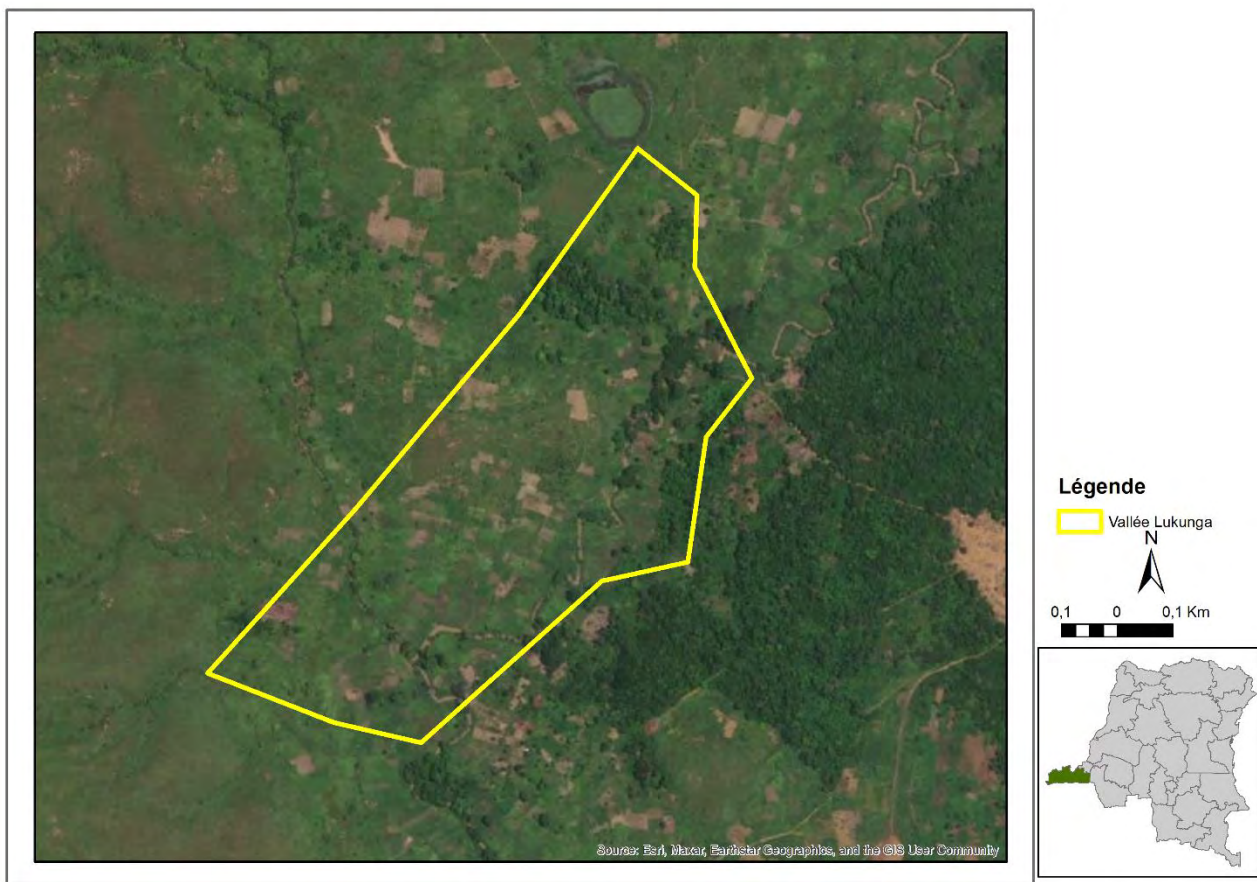 Légende
Vallée Lukunga
N
0,1 0 0,1 Km
Source: Esri, Maxar, Earthstar Geographics, and the GIS User Community